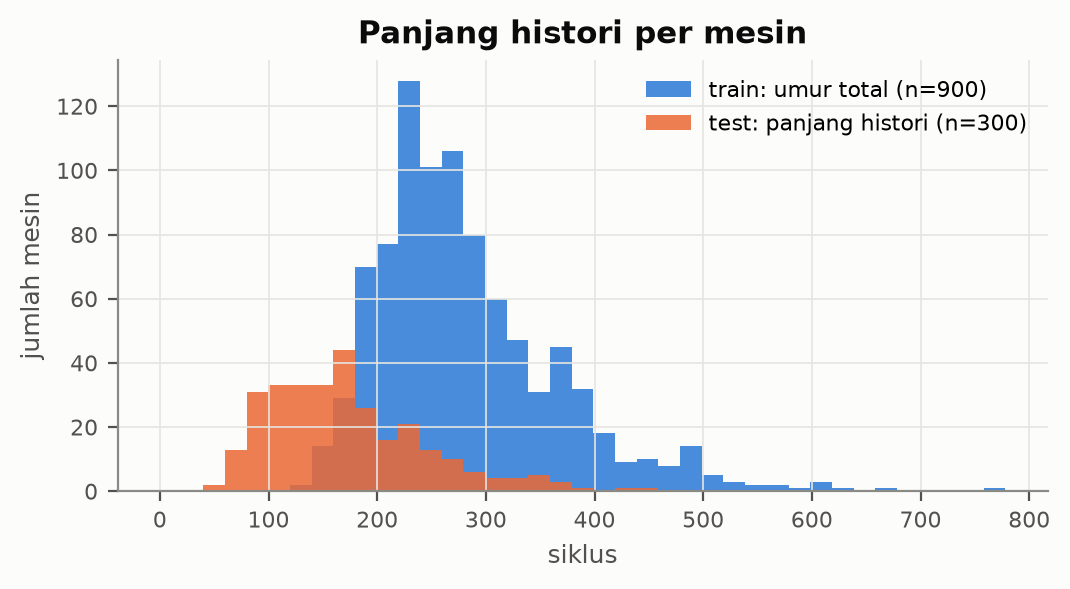 Panjang histori per mesin
train: umur total (n=900)
test: panjang histori (n=300)
jumlah mesin
120
100
80
60
40
20
0
0 100 200 300 400 500 600 700 800
siklus